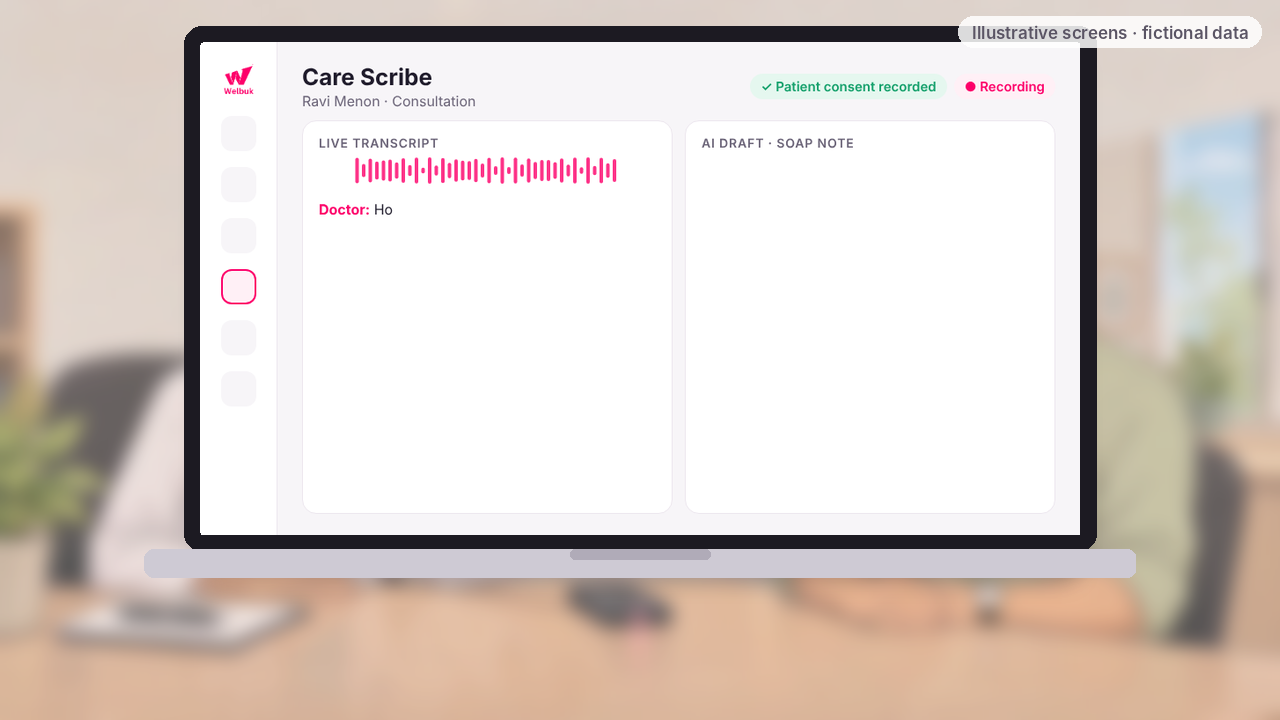 Illustrative screens · fictional data
Welbuk
Care Scribe
Ravi Menon · Consultation
✓ Patient consent recorded
Recording
LIVE TRANSCRIPT
Doctor: Ho
AI DRAFT · SOAP NOTE